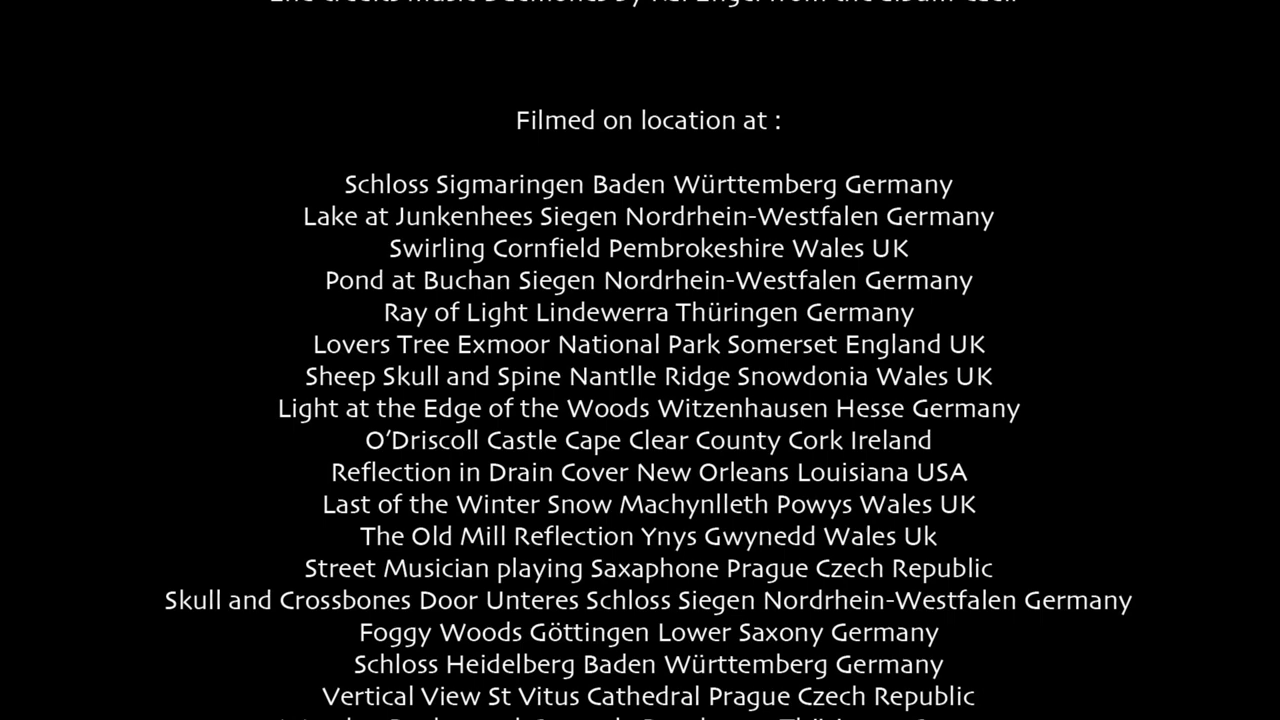 Filmed on location at :
Schloss Sigmaringen Baden Württemberg Germany
Lake at Junkenhees Siegen Nordrhein-Westfalen Germany
Swirling Cornfield Pembrokeshire Wales UK
Pond at Buchan Siegen Nordrhein-Westfalen Germany
Ray of Light Lindewerra Thüringen Germany
Lovers Tree Exmoor National Park Somerset England UK
Sheep Skull and Spine Nantlle Ridge Snowdonia Wales UK
Light at the Edge of the Woods Witzenhausen Hesse Germany
O’Driscoll Castle Cape Clear County Cork Ireland
Reflection in Drain Cover New Orleans Louisiana USA
Last of the Winter Snow Machynlleth Powys Wales UK
The Old Mill Reflection Ynys Gwynedd Wales Uk
Street Musician playing Saxaphone Prague Czech Republic
Skull and Crossbones Door Unteres Schloss Siegen Nordrhein-Westfalen Germany
Foggy Woods Göttingen Lower Saxony Germany
Schloss Heidelberg Baden Württemberg Germany
Vertical View St Vitus Cathedral Prague Czech Republic